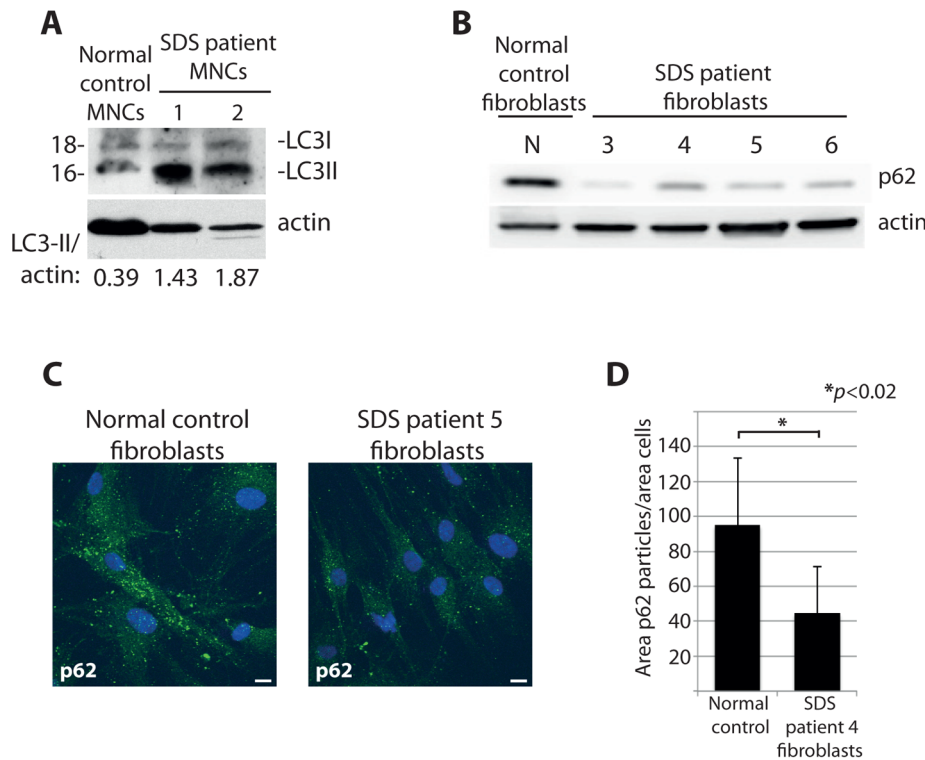 A
Normal
control
MNCs
SDS patient
MNCs
1 2
18-
16-
-LC3I
-LC3II
actin
LC3-II/
actin: 0.39 1.43 1.87
B
Normal
control
fibroblasts
SDS patient
fibroblasts
N 3 4 5 6
p62
actin
C
Normal control
fibroblasts
SDS patient 5
fibroblasts
p62
p62
D
*p<0.02
*
Area p62 particles/area cells
140
120
100
80
60
40
20
Normal
control
SDS
patient 4
fibroblasts